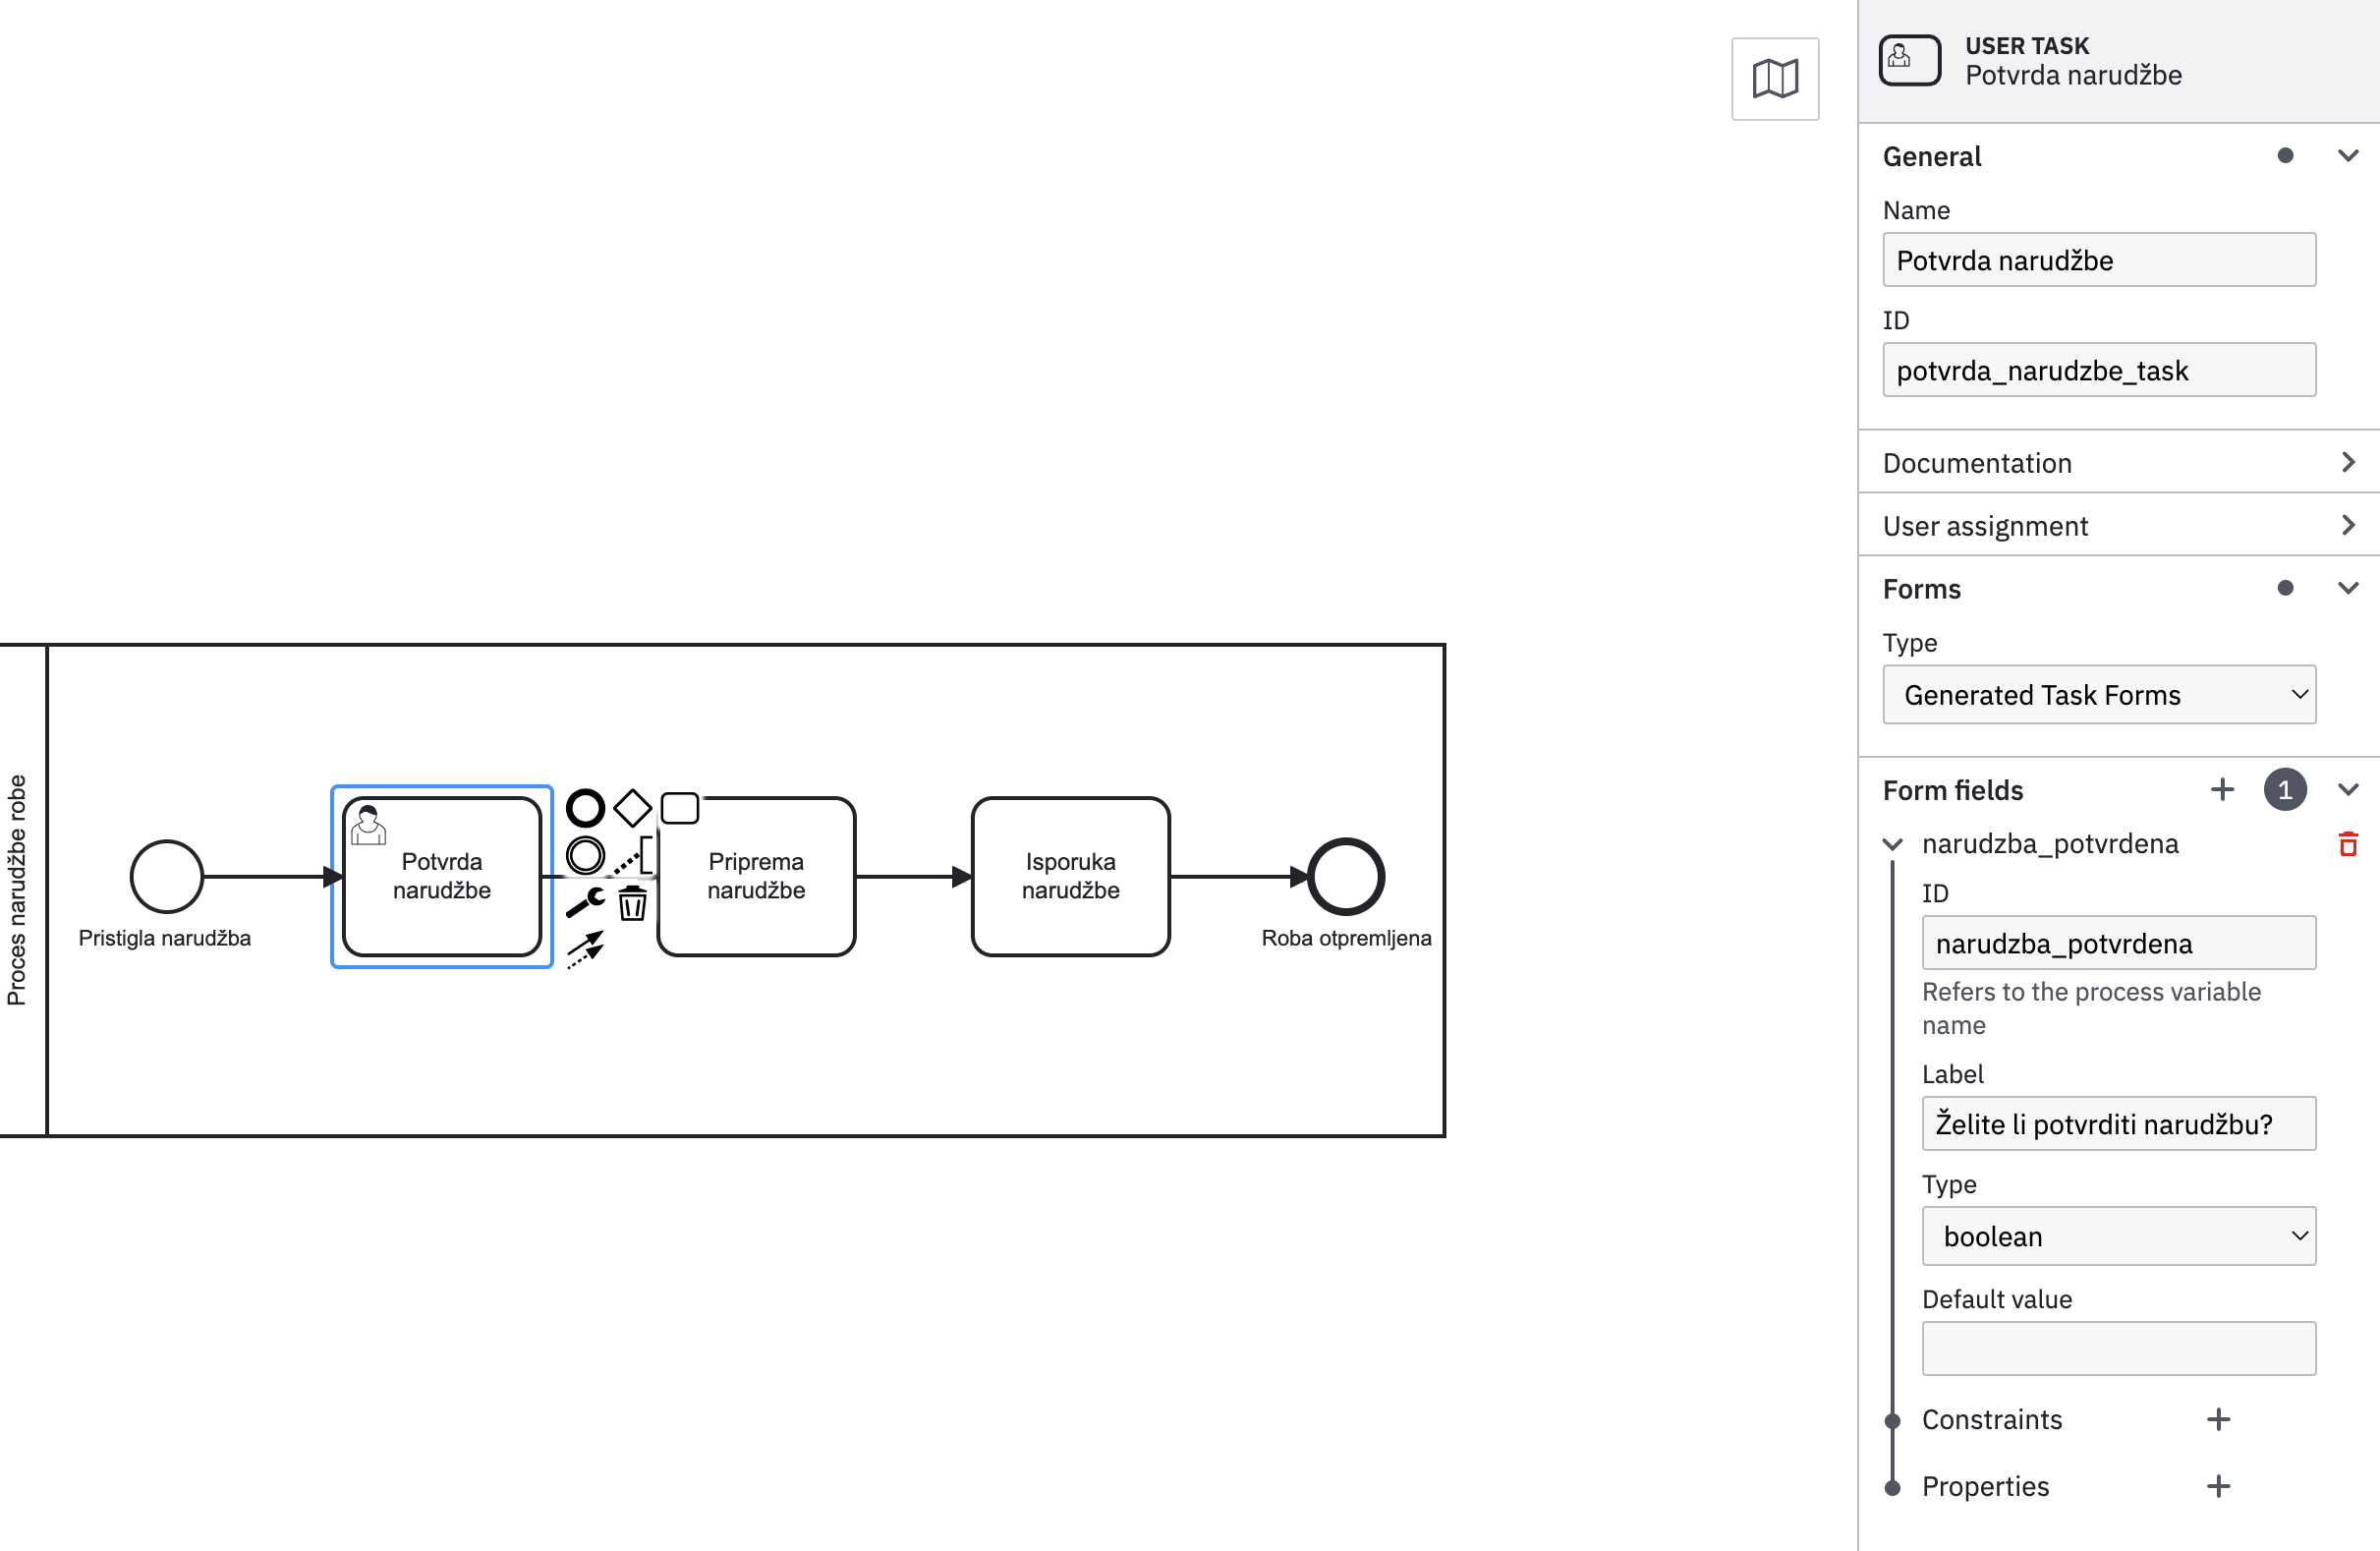 Proces narudžbe robe
Pristigla narudžba
Potvrda
narudžbe
Priprema
narudžbe
Isporuka
narudžbe
Roba otpremljena
USER TASK
Potvrda narudžbe
General
Name
Potvrda narudžbe
ID
potvrda_narudzbe_task
Documentation
User assignment
Forms
Type
Generated Task Forms
Form fields
1
narudzba_potvrdena
ID
narudzba_potvrdena
Refers to the process variable
name
Label
Želite li potvrditi narudžbu?
Type
boolean
Default value
Constraints
Properties